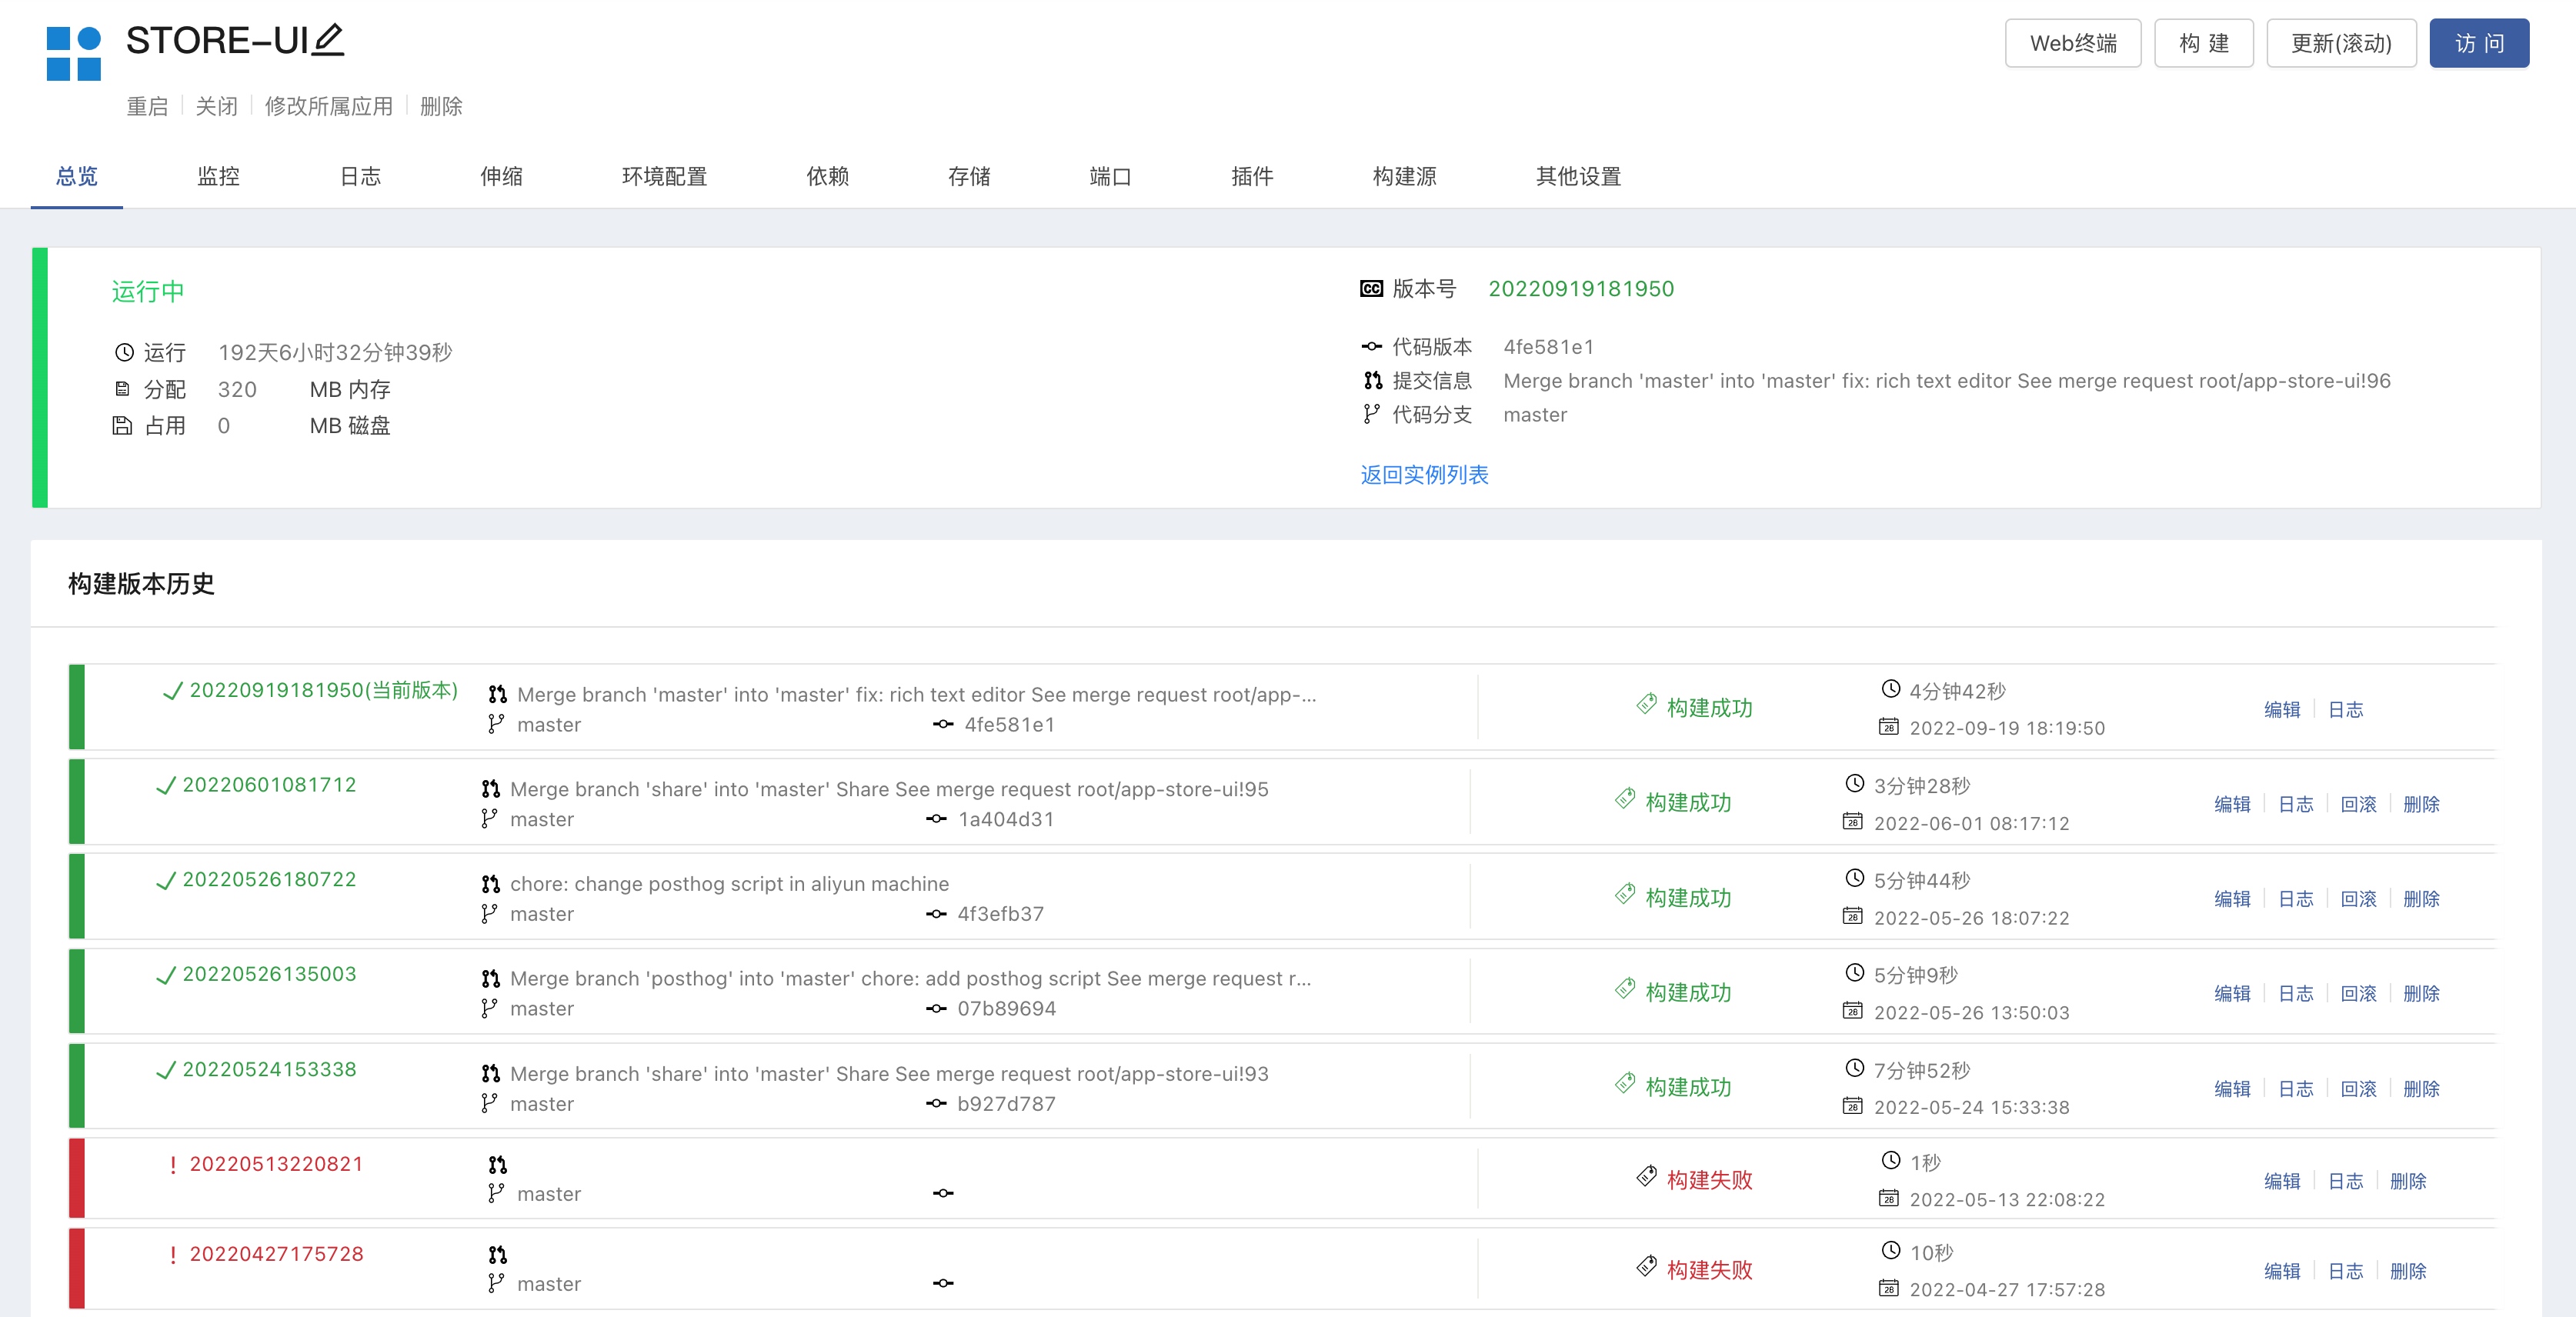 STORE-UI
Web终端 构 建 更新(滚动) 访 问
重启 关闭 修改所属应用 删除
总览 监控 日志 伸缩 环境配置 依赖 存储 端口 插件 构建源 其他设置
运行中
运行 192天6小时32分钟39秒
分配 320 MB 内存
占用 0 MB 磁盘
版本号 20220919181950
代码版本 4fe581e1
提交信息 Merge branch 'master' into 'master' fix: rich text editor See merge request root/app-store-ui!96
代码分支 master
返回实例列表
构建版本历史
20220919181950(当前版本) Merge branch 'master' into 'master' fix: rich text editor See merge request root/app-...
master 4fe581e1
构建成功
4分钟42秒
2022-09-19 18:19:50
编辑 日志
20220601081712 Merge branch 'share' into 'master' Share See merge request root/app-store-ui!95
master 1a404d31
构建成功
3分钟28秒
2022-06-01 08:17:12
编辑 日志 回滚 删除
20220526180722 chore: change posthog script in aliyun machine
master 4f3efb37
构建成功
5分钟44秒
2022-05-26 18:07:22
编辑 日志 回滚 删除
20220526135003 Merge branch 'posthog' into 'master' chore: add posthog script See merge request r...
master 07b89694
构建成功
5分钟9秒
2022-05-26 13:50:03
编辑 日志 回滚 删除
20220524153338 Merge branch 'share' into 'master' Share See merge request root/app-store-ui!93
master b927d787
构建成功
7分钟52秒
2022-05-24 15:33:38
编辑 日志 回滚 删除
! 20220513220821
master
构建失败
1秒
2022-05-13 22:08:22
编辑 日志 删除
! 20220427175728
master
构建失败
10秒
2022-04-27 17:57:28
编辑 日志 删除